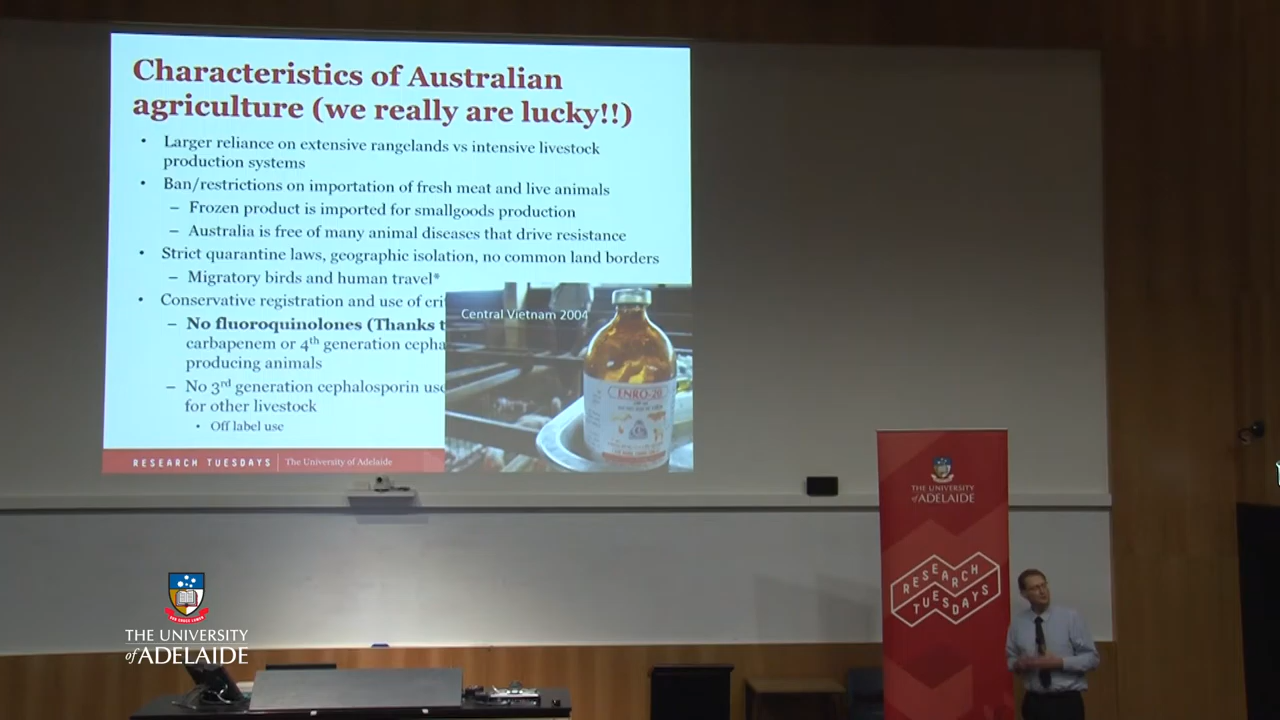 Characteristics of Australian
agriculture (we really are lucky!!)
• Larger reliance on extensive rangelands vs intensive livestock
production systems
• Ban/restrictions on importation of fresh meat and live animals
– Frozen product is imported for smallgoods production
– Australia is free of many animal diseases that drive resistance
• Strict quarantine laws, geographic isolation, no common land borders
– Migratory birds and human travel*
• Conservative registration and use of cri
– No fluoroquinolones (Thanks t
carbapenem or 4th generation cepha
producing animals
– No 3rd generation cephalosporin use
for other livestock
• Off label use
Central Vietnam 2004
ENRO-20
RESEARCH TUESDAYS | The University of Adelaide
THE UNIVERSITY
of ADELAIDE
RESEARCH
TUESDAYS
THE UNIVERSITY
of ADELAIDE